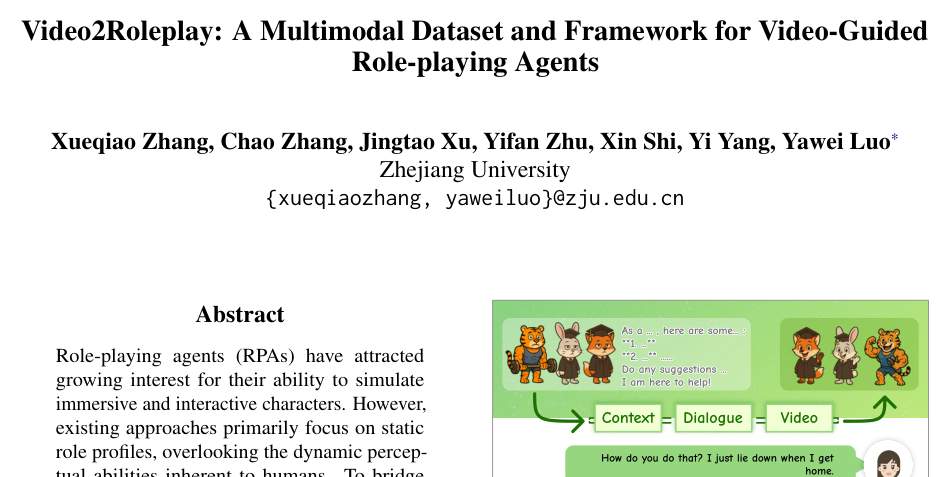 Video2Roleplay: A Multimodal Dataset and Framework for Video-Guided
Role-playing Agents
Xueqiao Zhang, Chao Zhang, Jingtao Xu, Yifan Zhu, Xin Shi, Yi Yang, Yawei Luo*
Zhejiang University
{xueqiaozhang, yaweiluo}@zju.edu.cn
Abstract
Role-playing agents (RPAs) have attracted
growing interest for their ability to simulate
immersive and interactive characters. However,
existing approaches primarily focus on static
role profiles, overlooking the dynamic percep-
tual abilities inherent to humans. To bridge
As a ... , here are some... :
**1. ...**
**2. ...** .....
Do any suggestions ...
I am here to help!
Context
Dialogue
Video
How do you do that? I just lie down when I get
home.